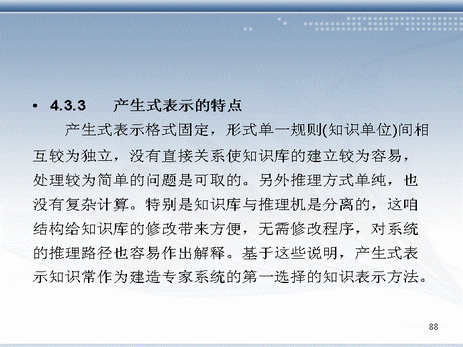 • 4.3.3 产生式表示的特点
产生式表示格式固定，形式单一规则(知识单位)间相
互较为独立，没有直接关系使知识库的建立较为容易，
处理较为简单的问题是可取的。另外推理方式单纯，也
没有复杂计算。特别是知识库与推理机是分离的，这咱
结构给知识库的修改带来方便，无需修改程序，对系统
的推理路径也容易作出解释。基于这些说明，产生式表
示知识常作为建造专家系统的第一选择的知识表示方法。
88